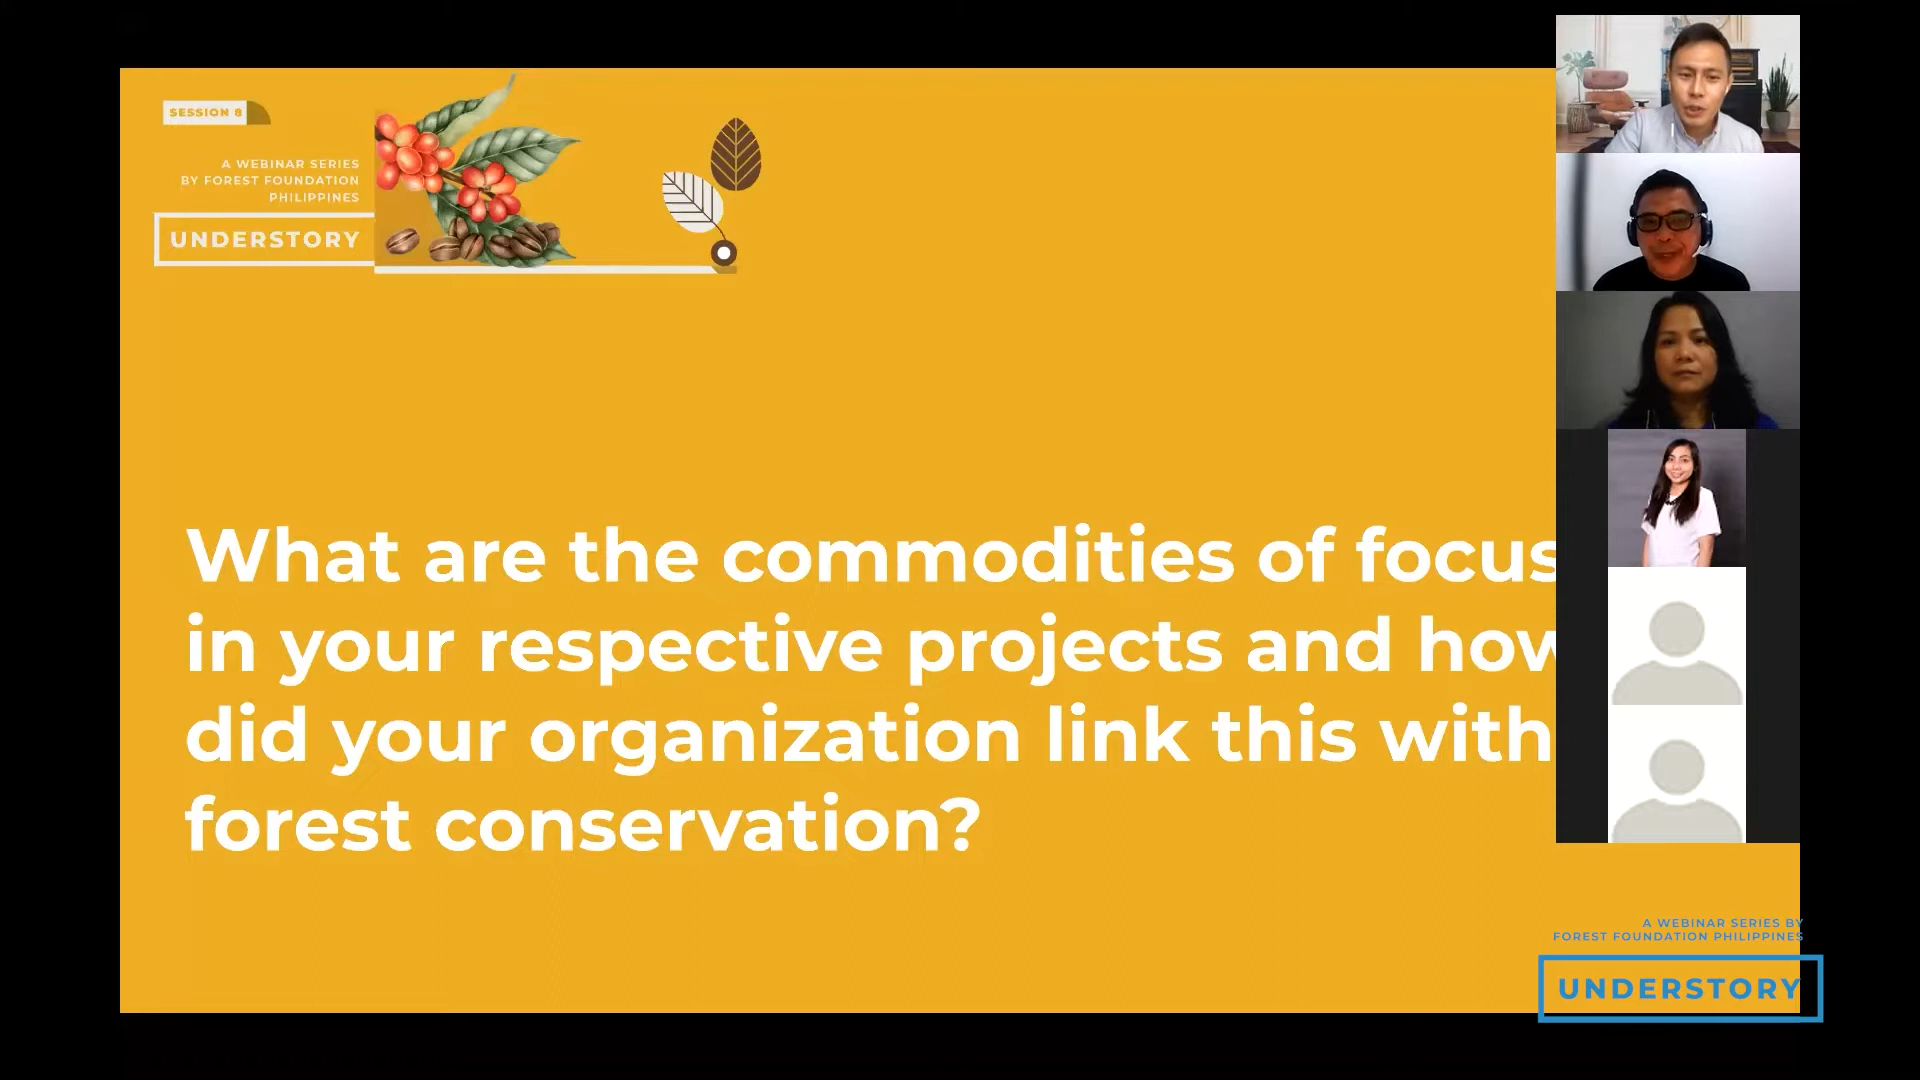 SESSION 8
A WEBINAR SERIES
BY FOREST FOUNDATION
PHILIPPINES
UNDERSTORY
What are the commodities of focus
in your respective projects and how
did your organization link this with
forest conservation?
A WEBINAR SERIES BY
FOREST FOUNDATION PHILIPPINES
UNDERSTORY